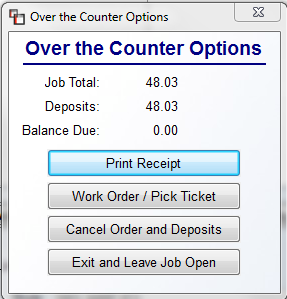 Over the Counter Options
Over the Counter Options
Job Total: 48.03
Deposits: 48.03
Balance Due: 0.00
Print Receipt
Work Order / Pick Ticket
Cancel Order and Deposits
Exit and Leave Job Open